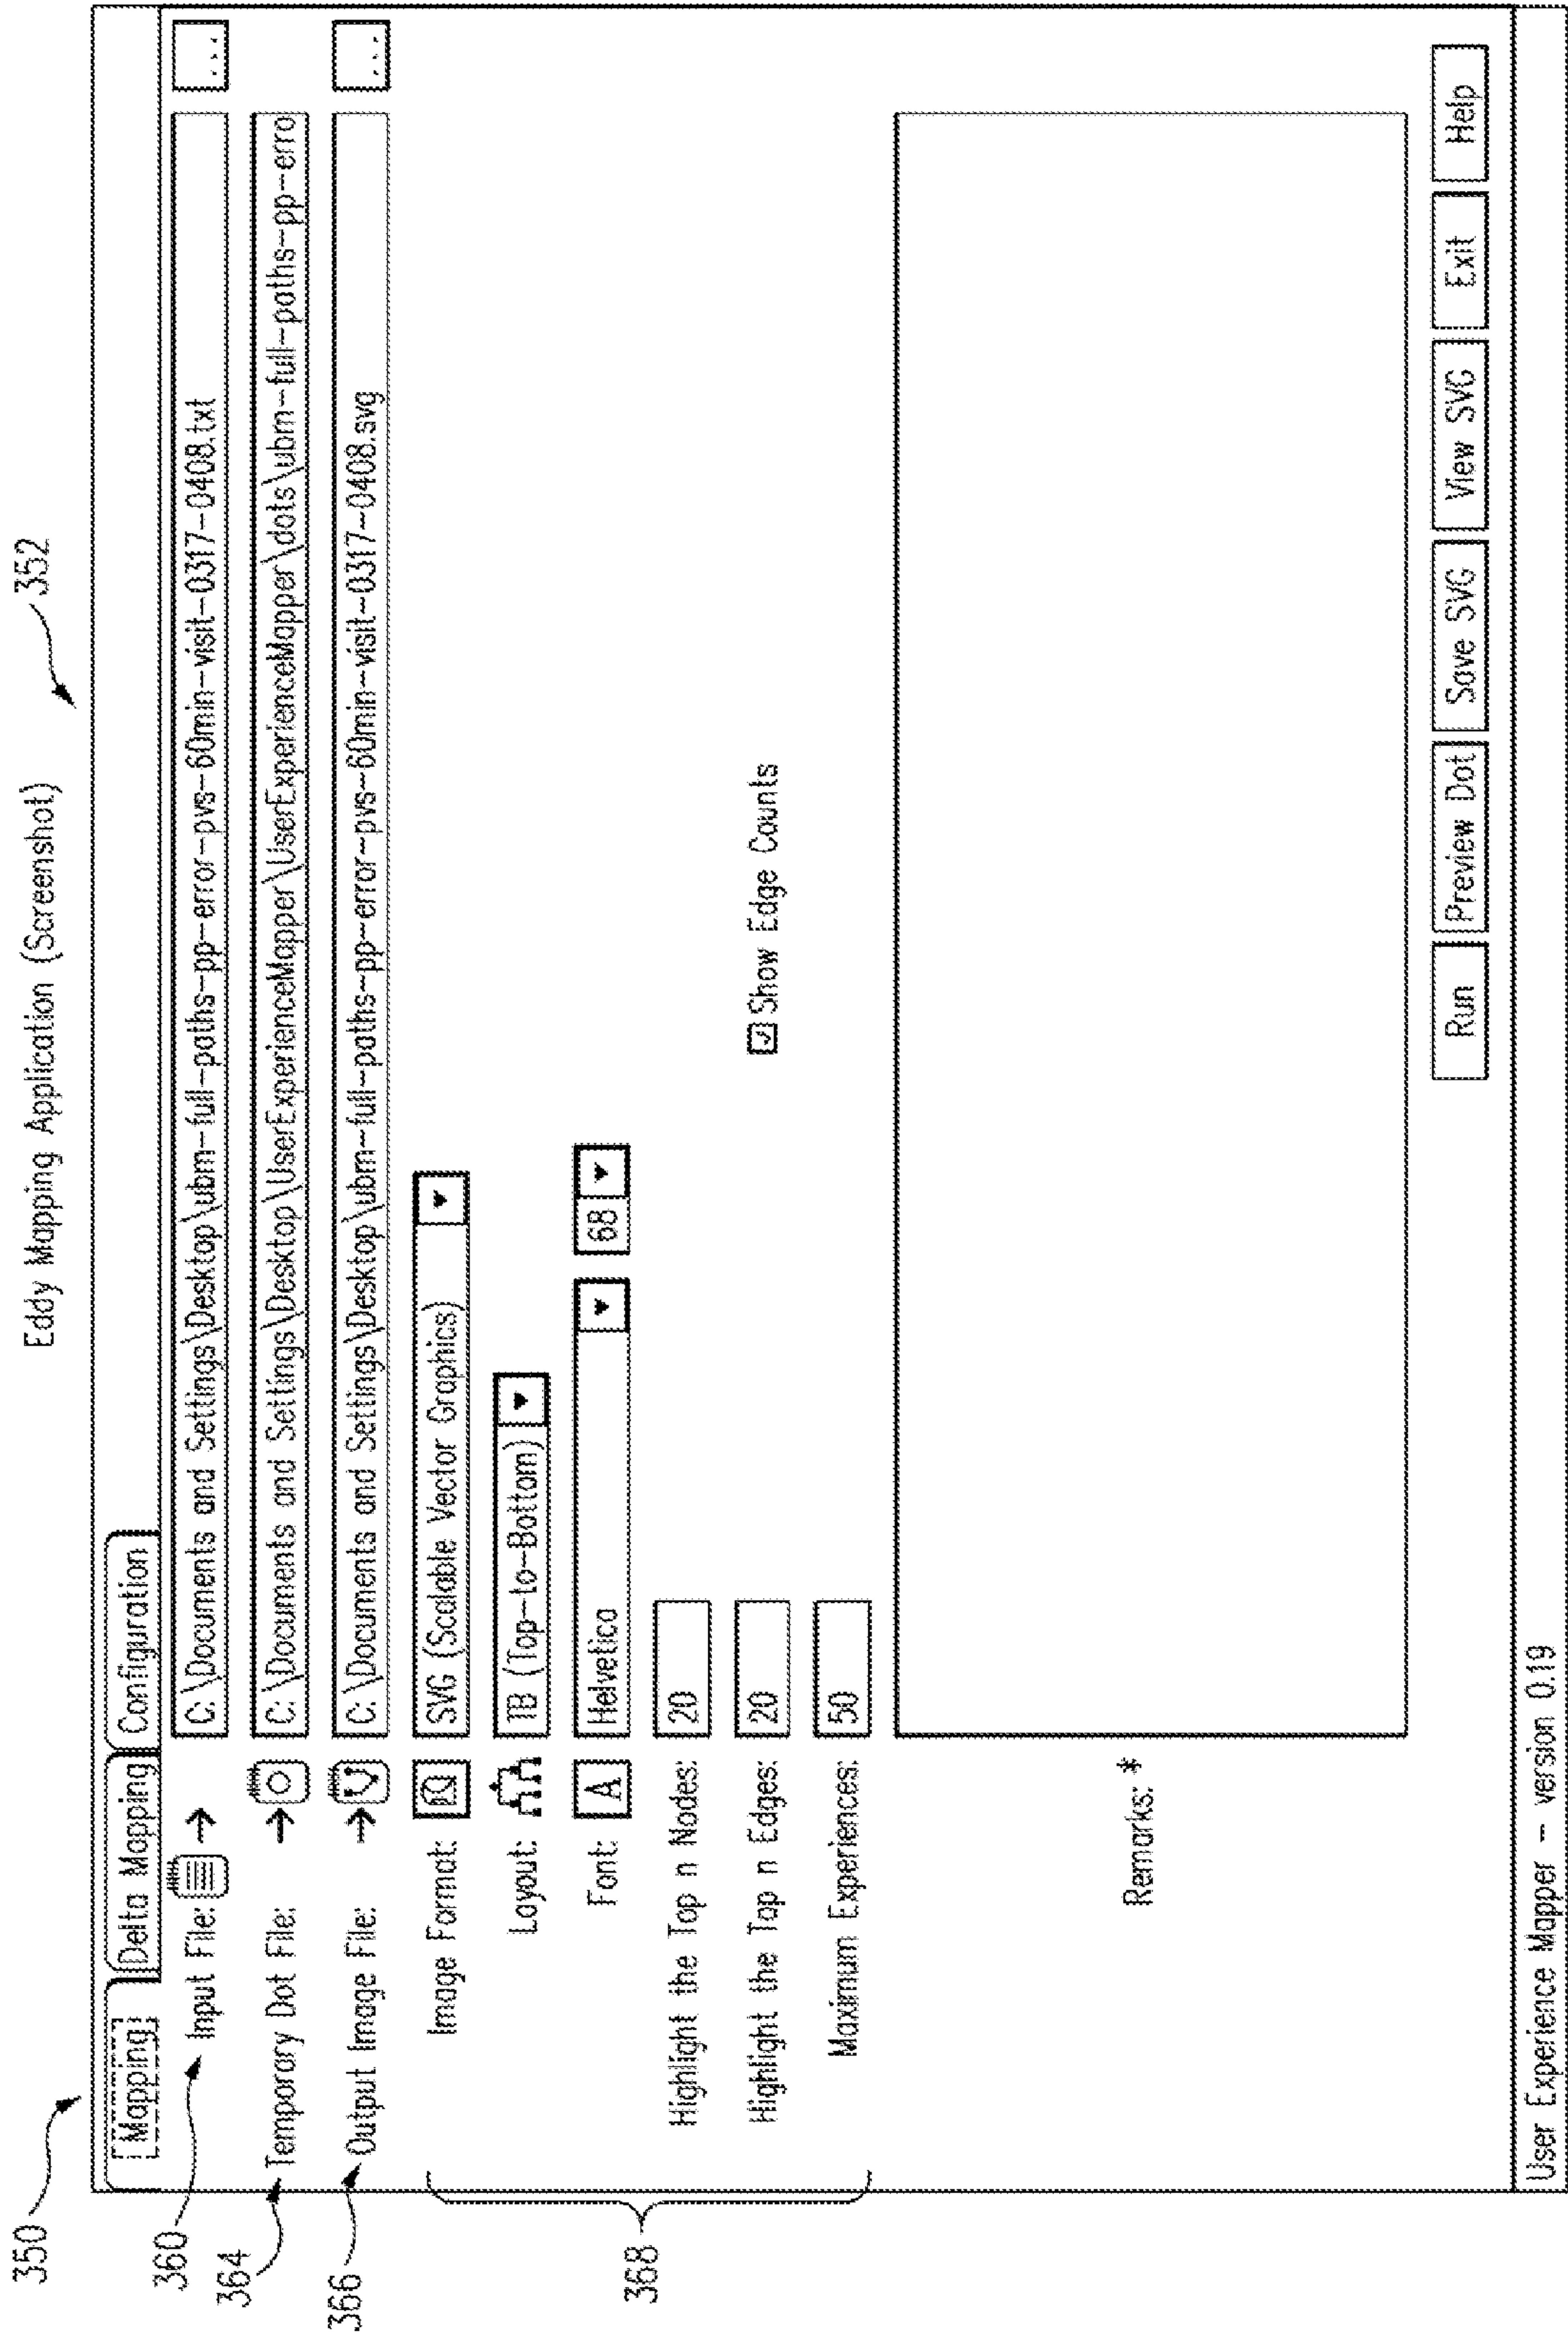 Eddy Mapping Application (Screenshot)
352
350
Mapping Delta Mapping Configuration
360 Input File: C:\Documents and Settings\Desktop\ubm-full-paths-pp-error-pvs-60min-visit-0317-0408.txt ...
364 Temporary Dot File: C:\Documents and Settings\Desktop\UserExperienceMapper\UserExperienceMapper\dots\ubm-full-paths-pp-erro
366 Output Image File: C:\Documents and Settings\Desktop\ubm-full-paths-pp-error-pvs-60min-visit-0317-0408.svg ...
Image Format: SVG (Scalable Vector Graphics)
Layout: TB (Top-to-Bottom)
Font: A Helvetica 68
368
Highlight the Top n Nodes: 20
Highlight the Top n Edges: 20 Show Edge Counts
Maximum Experiences: 50
Remarks: *
Run Preview Dot Save SVG View SVG Exit Help
User Experience Mapper - version 0.19